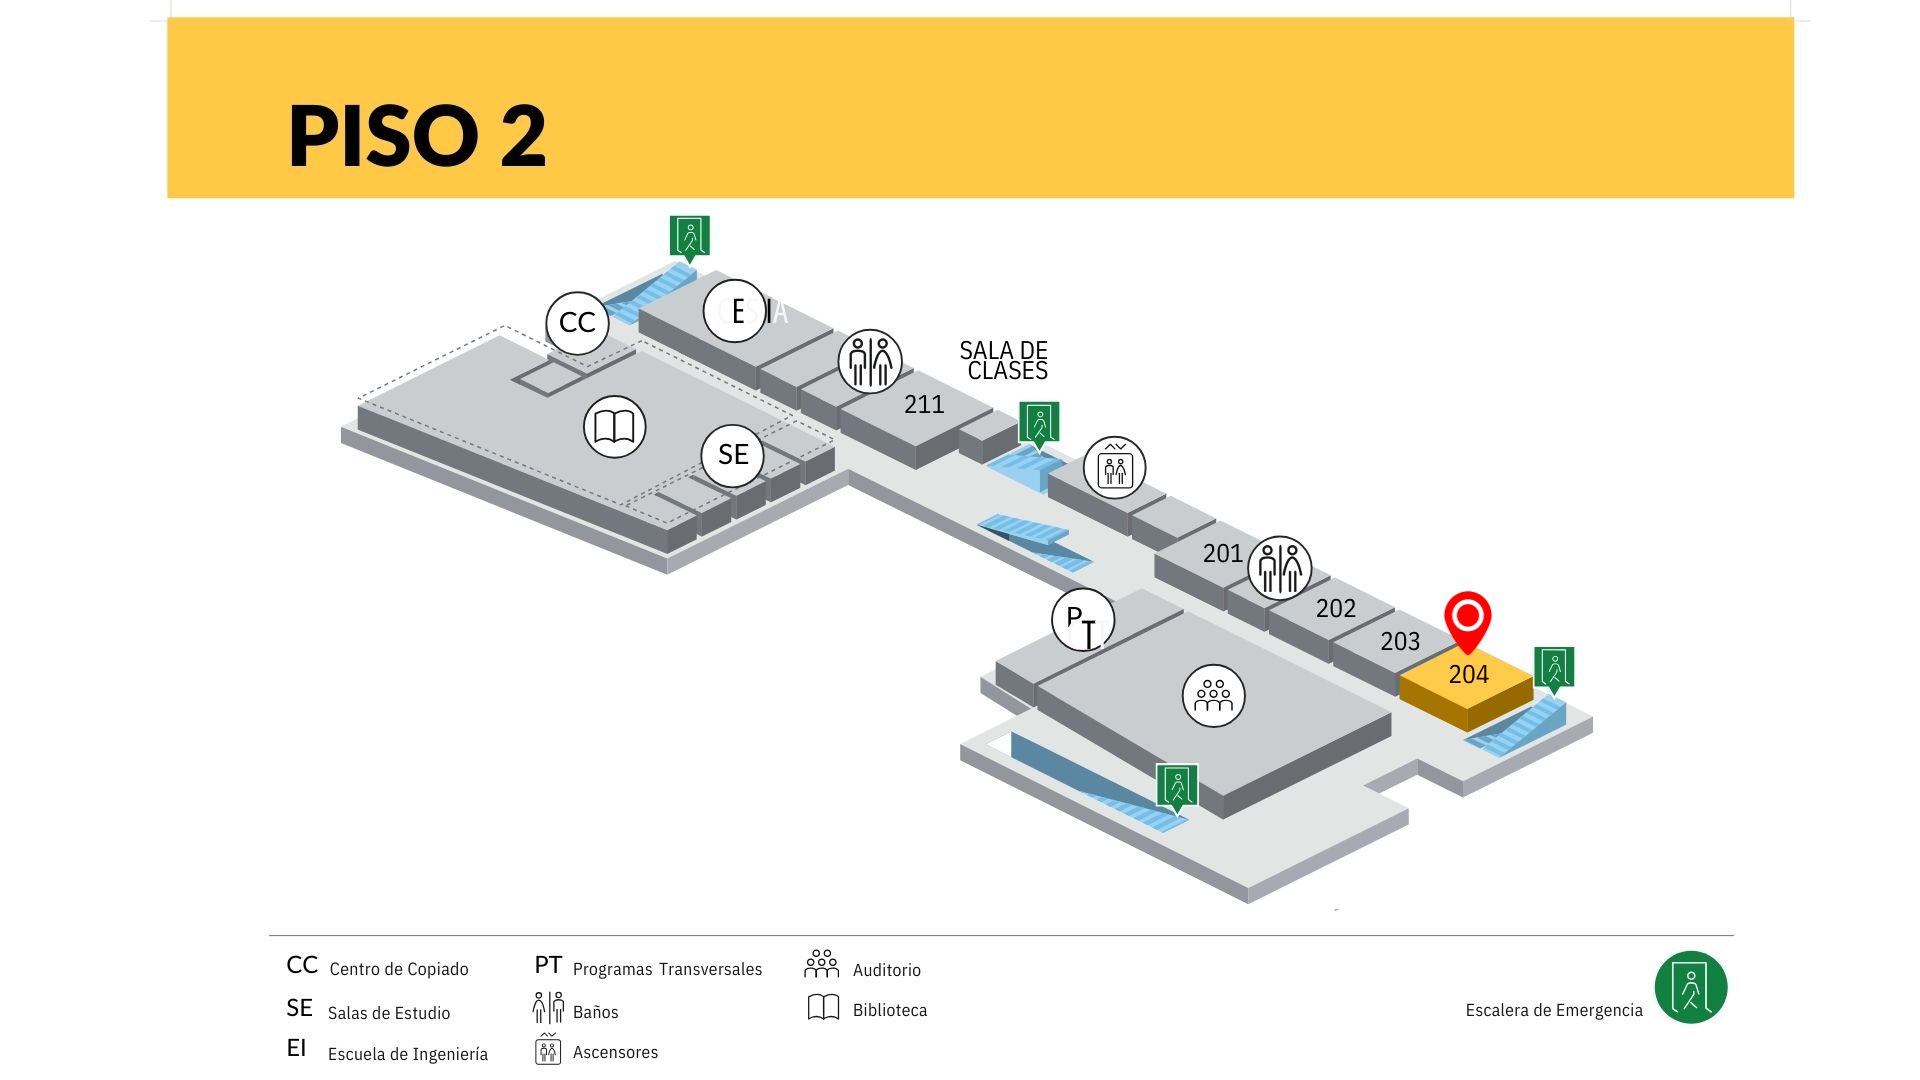 PISO 2
CC
EI
SALA DE
CLASES
211
SE
201
202
203
204
PT
CC Centro de Copiado
SE Salas de Estudio
EI Escuela de Ingeniería
PT Programas Transversales
Baños
Ascensores
Auditorio
Biblioteca
Escalera de Emergencia